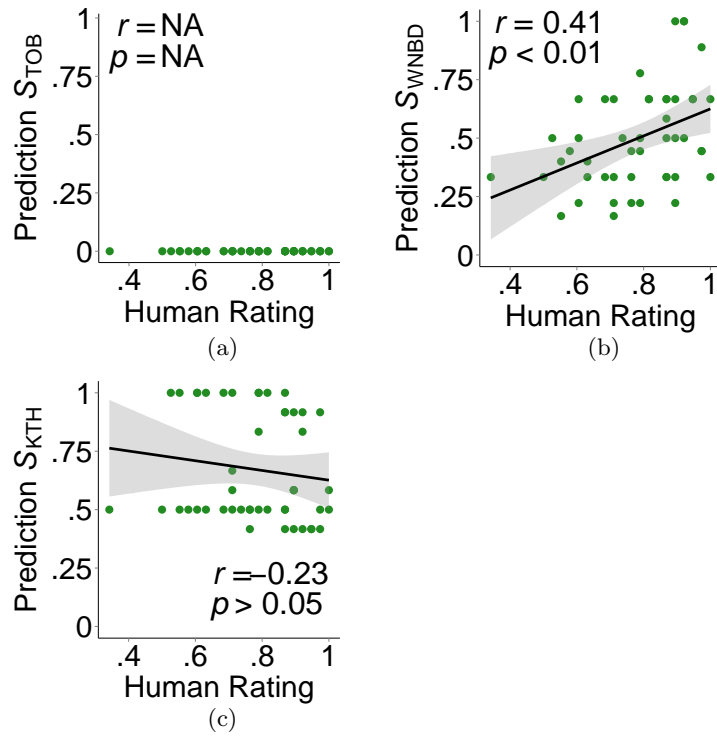 r = NA
p = NA
Prediction S_TOB
1
.75
.5
.25
0
.4 .6 .8 1
Human Rating
(a)
r = 0.41
p < 0.01
Prediction S_WNBD
1
.75
.5
.25
0
.4 .6 .8 1
Human Rating
(b)
Prediction S_KTH
1
.75
.5
.25
0
r =−0.23
p > 0.05
.4 .6 .8 1
Human Rating
(c)